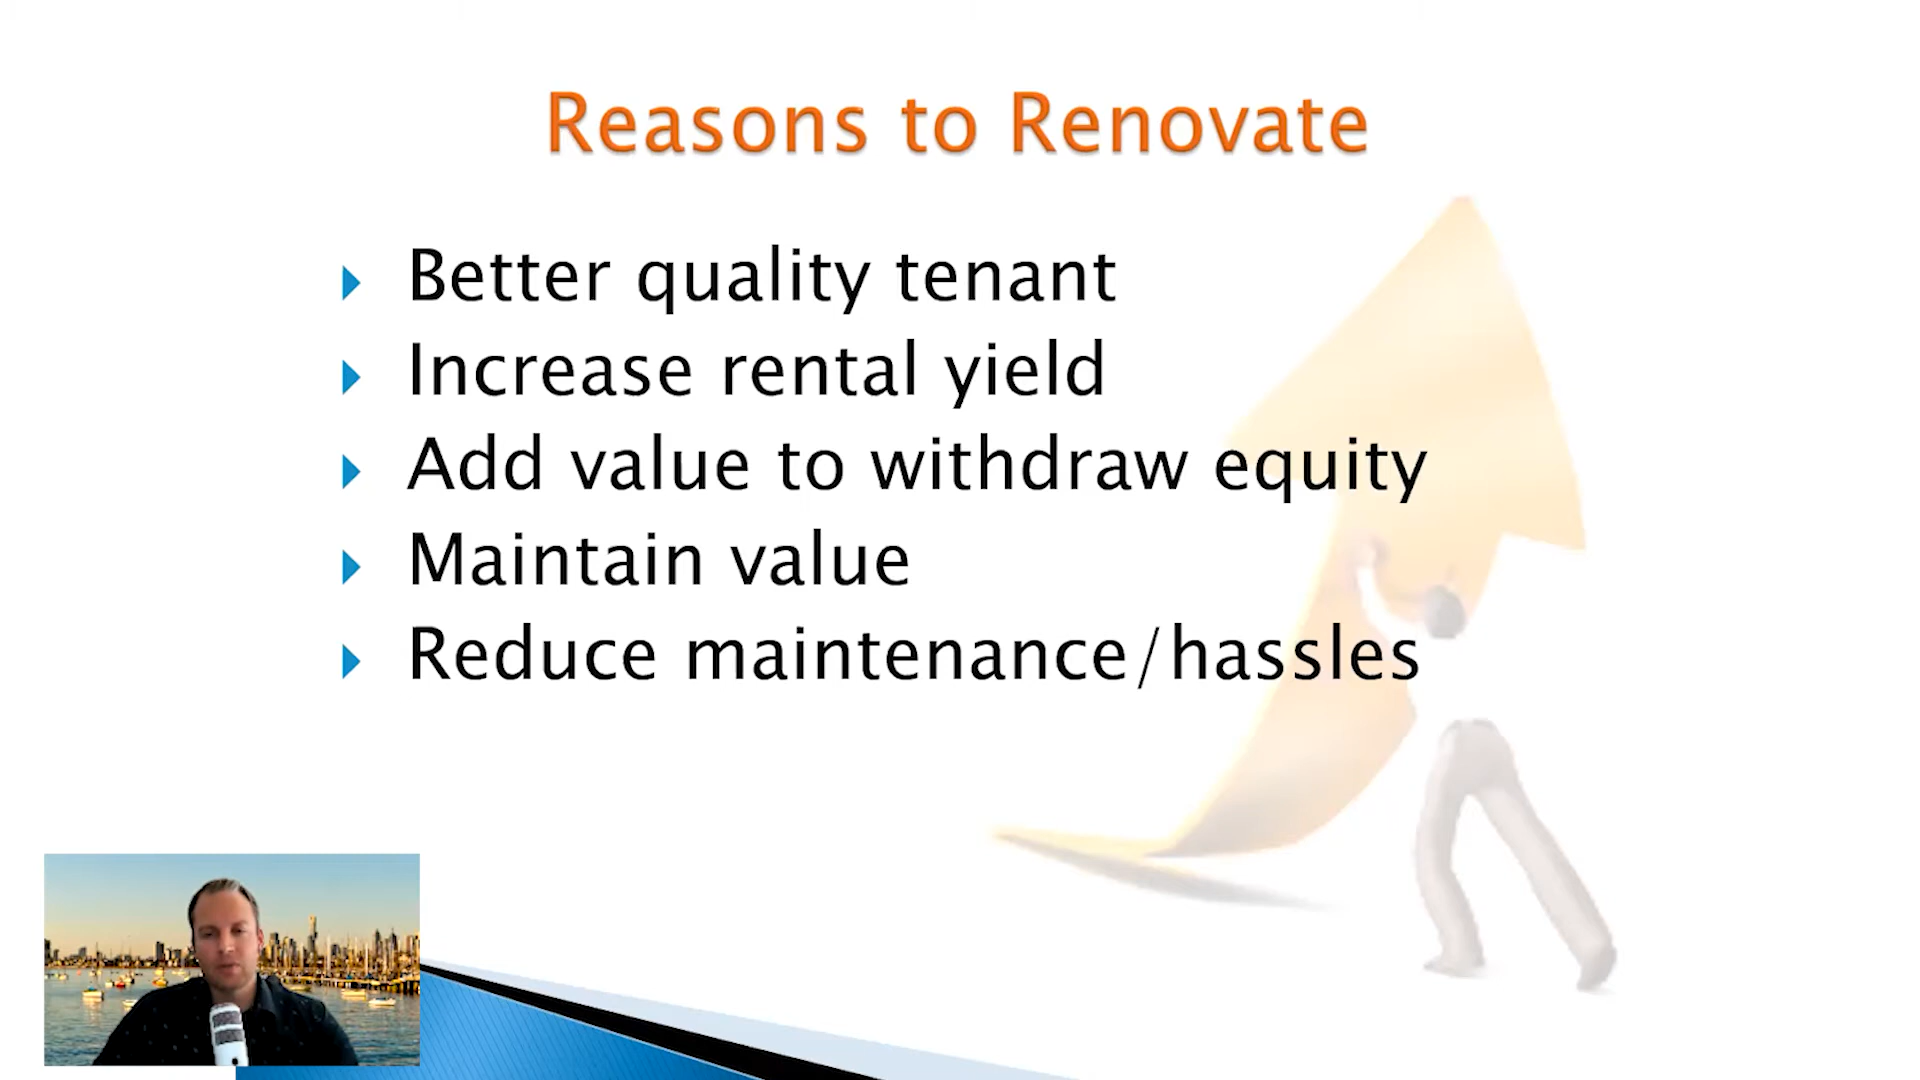 Reasons to Renovate
Better quality tenant
Increase rental yield
Add value to withdraw equity
Maintain value
Reduce maintenance/hassles